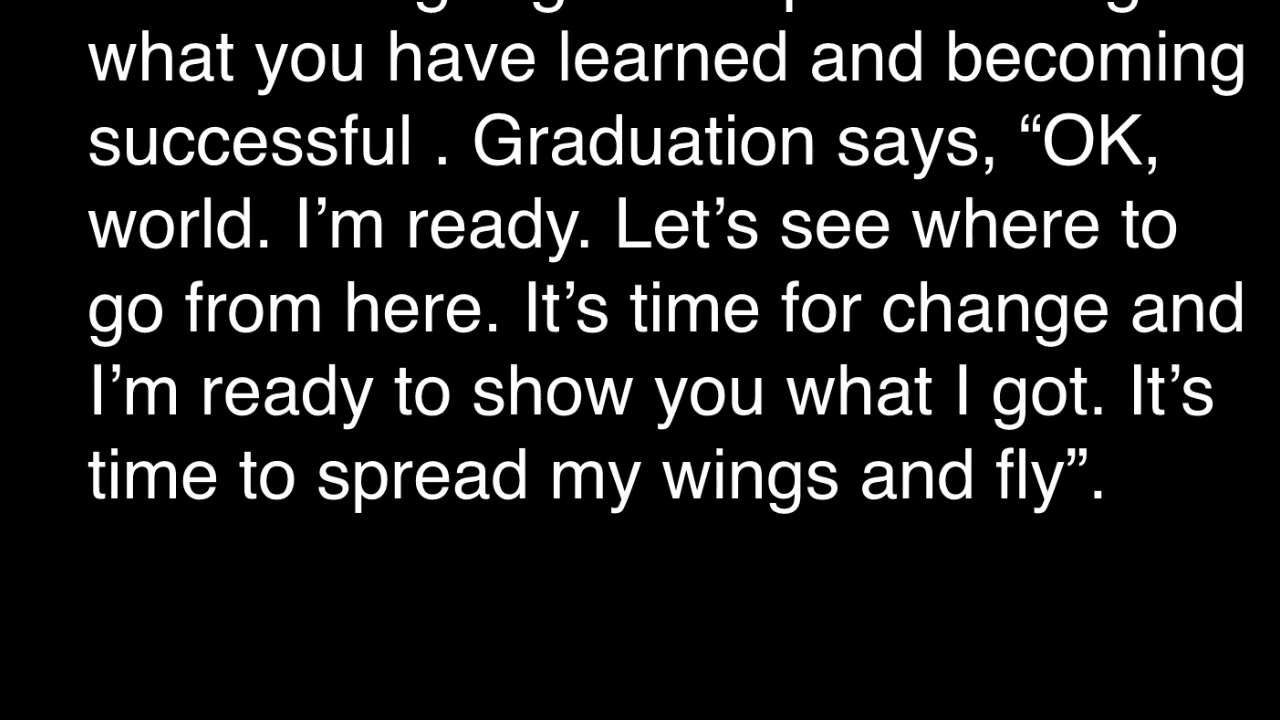 what you have learned and becoming
successful . Graduation says, “OK,
world. I’m ready. Let’s see where to
go from here. It’s time for change and
I’m ready to show you what I got. It’s
time to spread my wings and fly”.